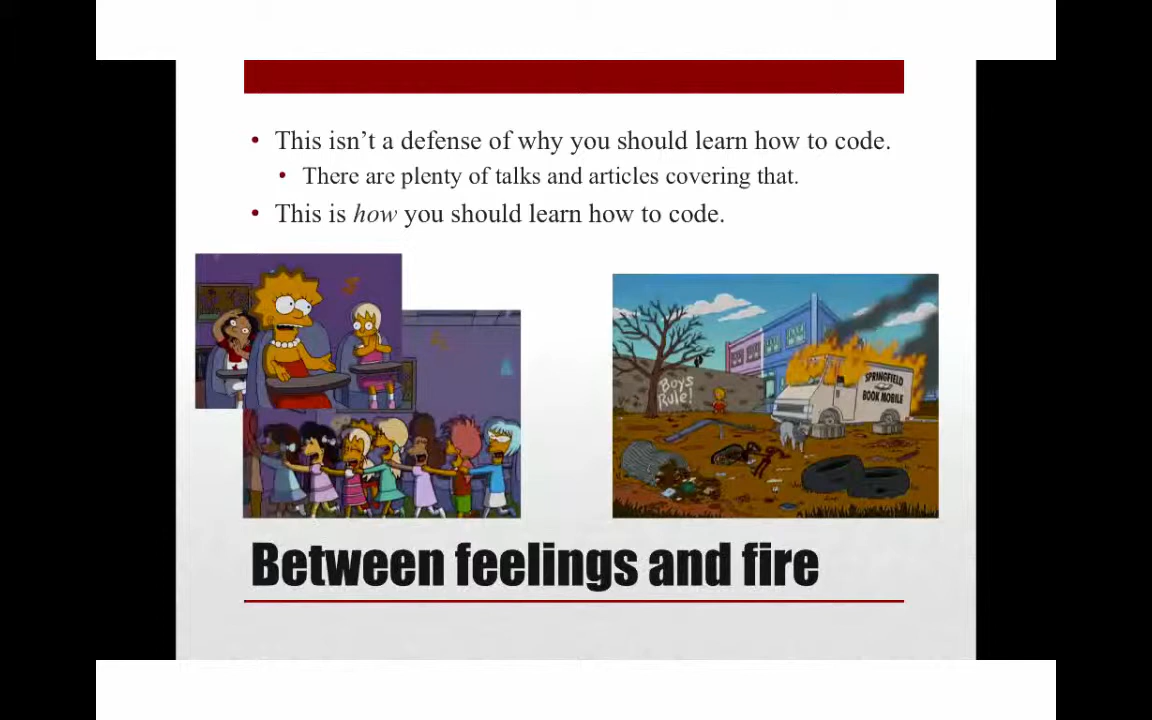 This isn’t a defense of why you should learn how to code.
There are plenty of talks and articles covering that.
This is how you should learn how to code.
Boys
Rule!
SPRINGFIELD
BOOK MOBILE
Between feelings and fire